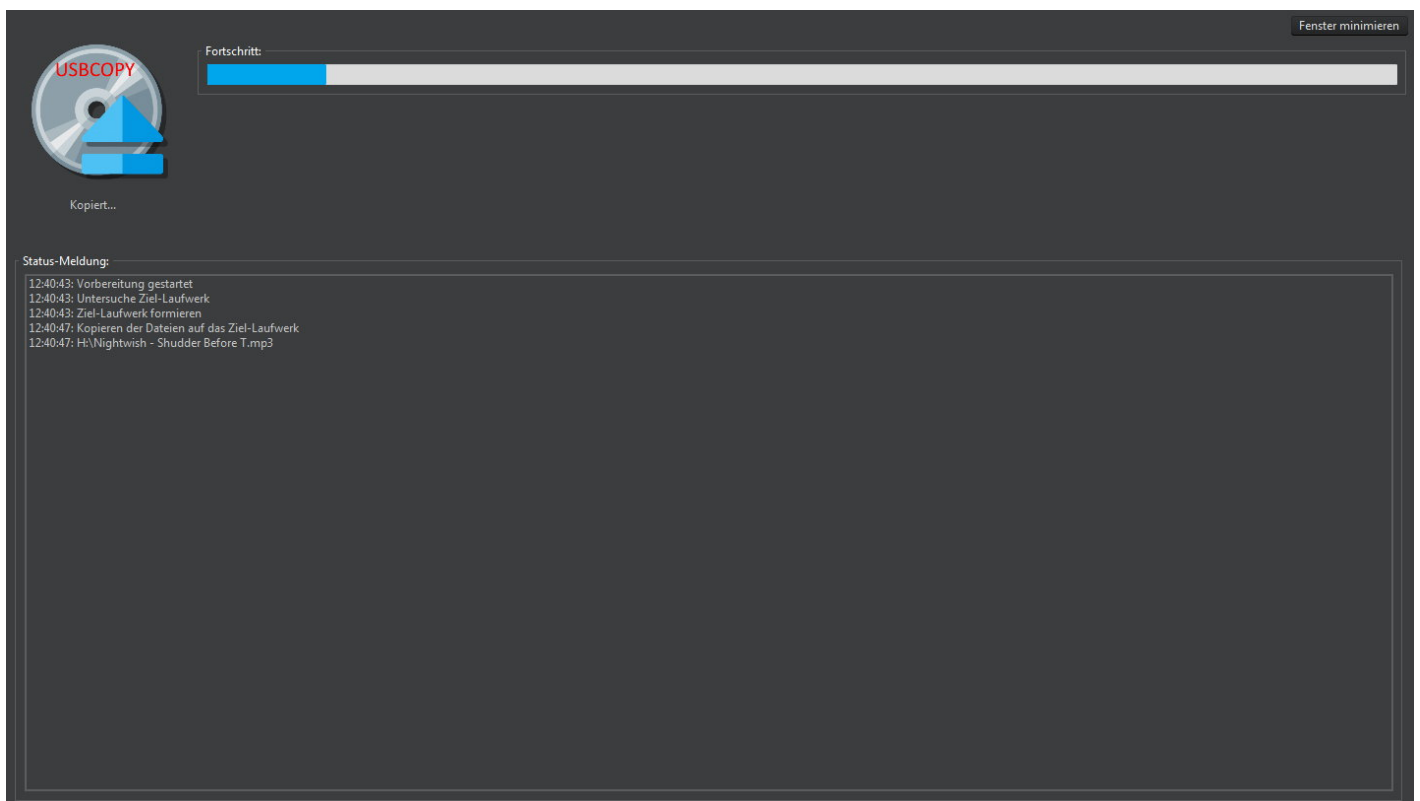 Fenster minimieren
Fortschritt:
USBCOPY
Kopiert...
Status-Meldung:
12:40:43: Vorbereitung gestartet
12:40:43: Untersuche Ziel-Laufwerk
12:40:43: Ziel-Laufwerk formieren
12:40:47: Kopieren der Dateien auf das Ziel-Laufwerk
12:40:47: H:\Nightwish - Shudder Before T.mp3